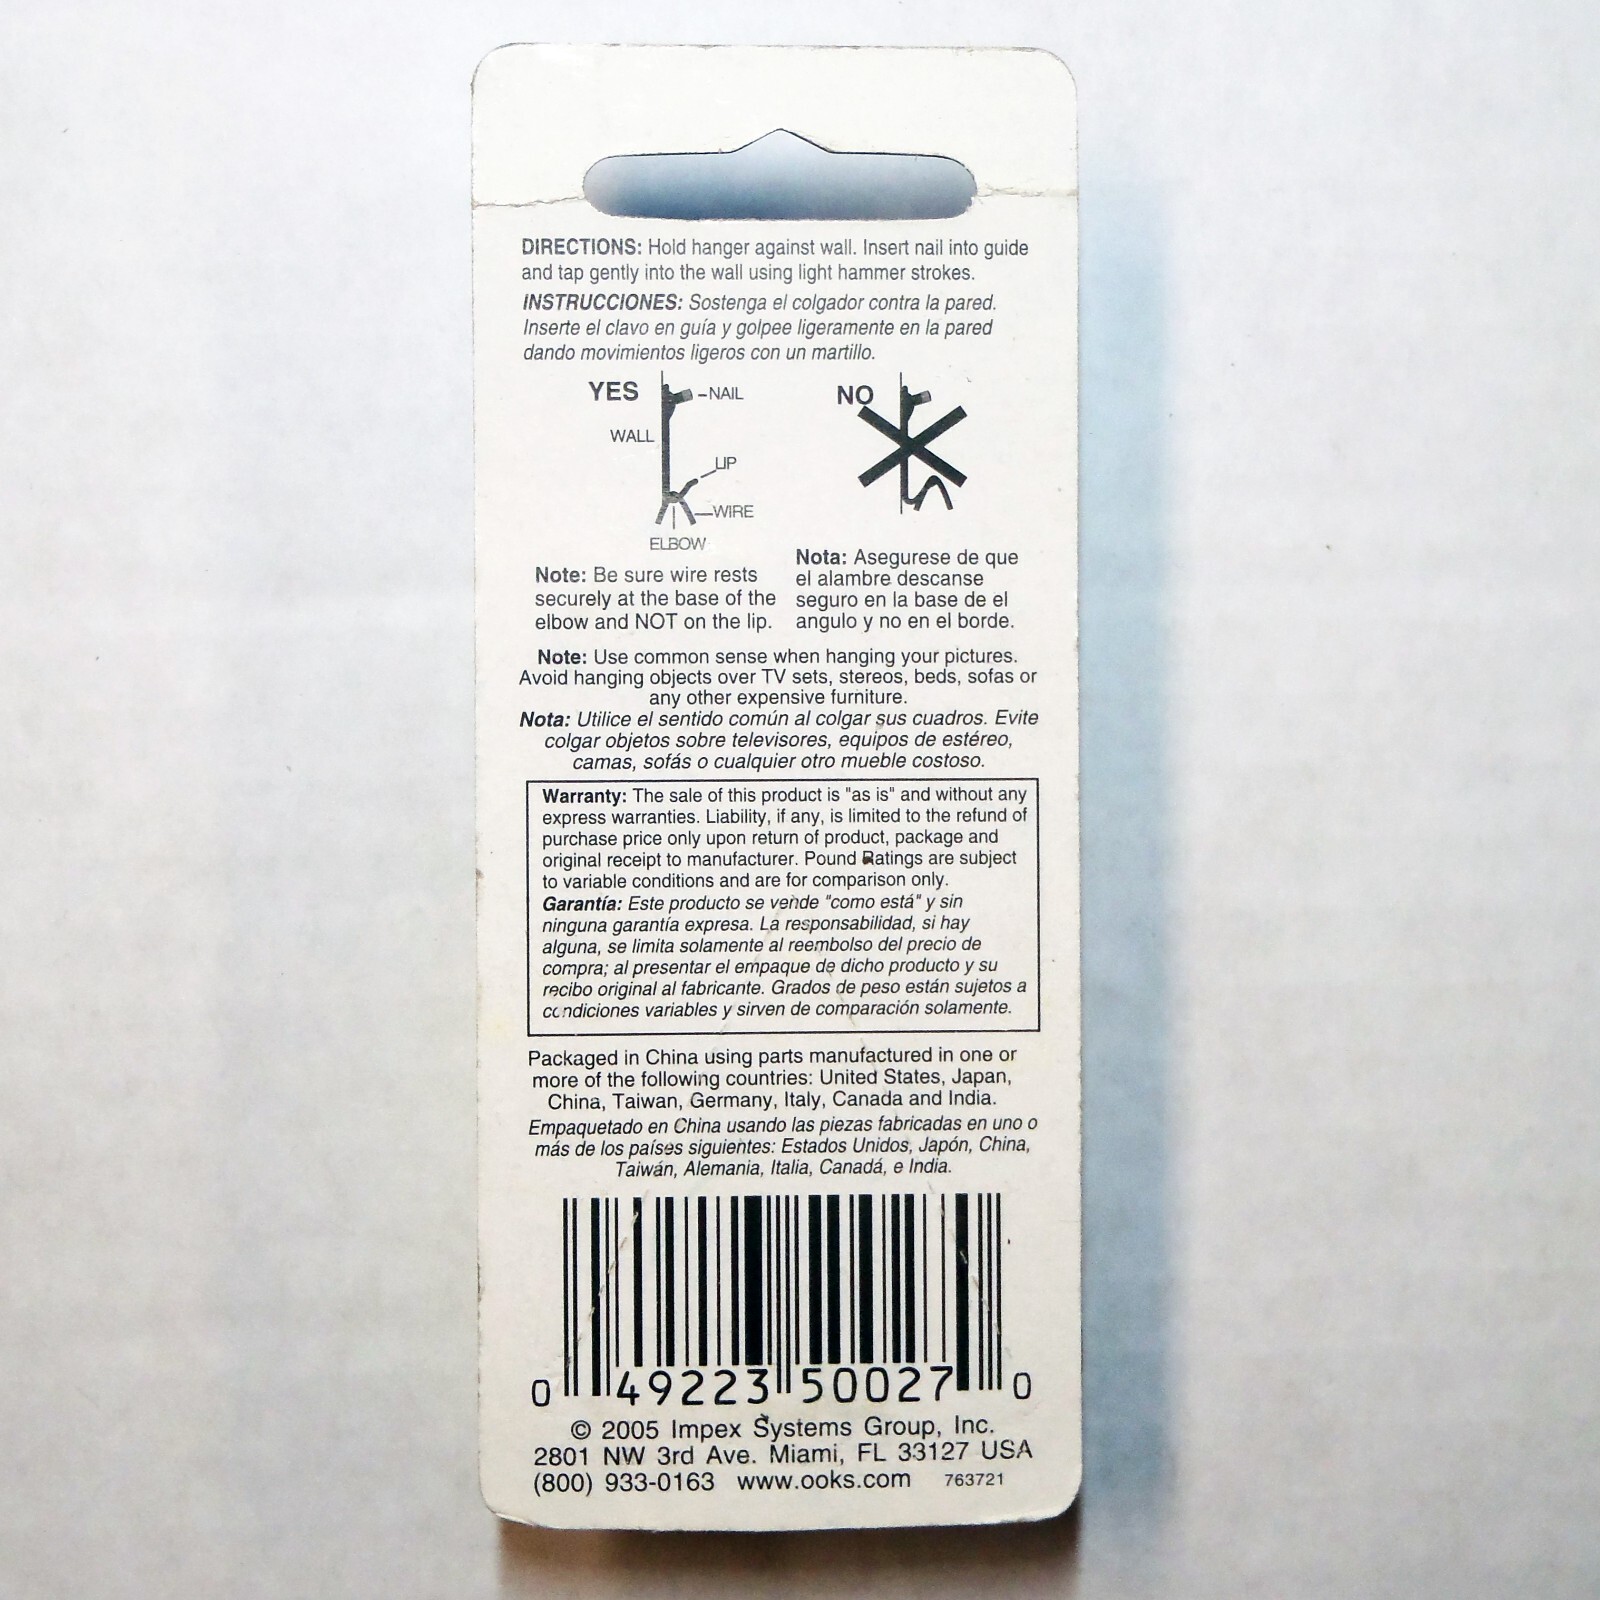 DIRECTIONS: Hold hanger against wall. Insert nail into guide
and tap gently into the wall using light hammer strokes.
INSTRUCCIONES: Sostenga el colgador contra la pared.
Inserte el clavo en guía y golpee ligeramente en la pared
dando movimientos ligeros con un martillo.
YES
NAIL
WALL
LIP
WIRE
ELBOW
NO
Note: Be sure wire rests
securely at the base of the
elbow and NOT on the lip.
Nota: Asegurese de que
el alambre descanse
seguro en la base de el
angulo y no en el borde.
Note: Use common sense when hanging your pictures.
Avoid hanging objects over TV sets, stereos, beds, sofas or
any other expensive furniture.
Nota: Utilice el sentido común al colgar sus cuadros. Evite
colgar objetos sobre televisores, equipos de estéreo,
camas, sofás o cualquier otro mueble costoso.
Warranty: The sale of this product is "as is" and without any
express warranties. Liability, if any, is limited to the refund of
purchase price only upon return of product, package and
original receipt to manufacturer. Pound Ratings are subject
to variable conditions and are for comparison only.
Garantía: Este producto se vende "como está" y sin
ninguna garantía expresa. La responsabilidad, si hay
alguna, se limita solamente al reembolso del precio de
compra; al presentar el empaque de dicho producto y su
recibo original al fabricante. Grados de peso están sujetos a
condiciones variables y sirven de comparación solamente.
Packaged in China using parts manufactured in one or
more of the following countries: United States, Japan,
China, Taiwan, Germany, Italy, Canada and India.
Empaquetado en China usando las piezas fabricadas en uno o
más de los países siguientes: Estados Unidos, Japón, China,
Taiwán, Alemania, Italia, Canadá, e India.
0 49223 50027 0
© 2005 Impex Systems Group, Inc.
2801 NW 3rd Ave. Miami, FL 33127 USA
(800) 933-0163 www.ooks.com 763721